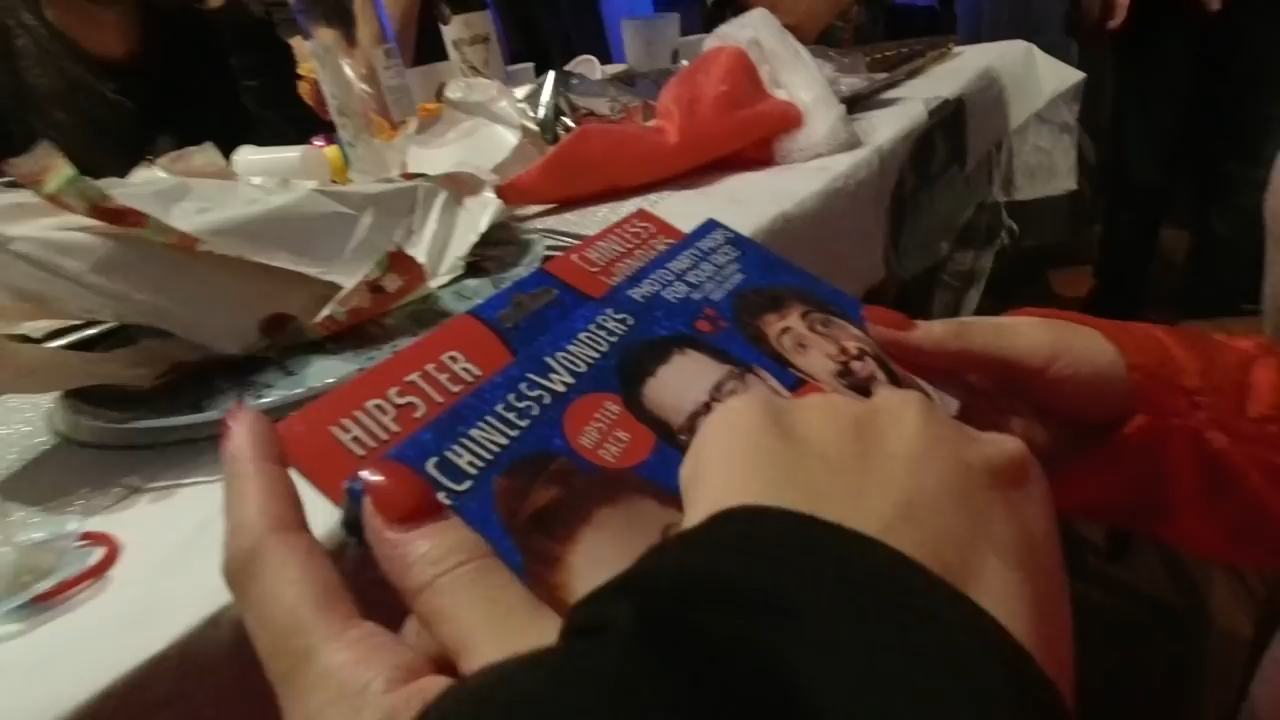 CHINLESS
WONDERS
HIPSTER
CHINLESS WONDERS
PHOTO PARTY PROPS
FOR YOUR FACE!
HIPSTER
PACK